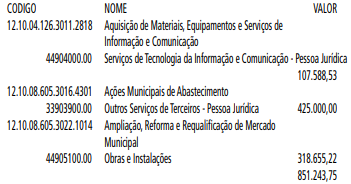 CODIGO NOME VALOR
12.10.04.126.3011.2818 Aquisição de Materiais, Equipamentos e Serviços de
Informação e Comunicação
44904000.00 Serviços de Tecnologia da Informação e Comunicação - Pessoa Jurídica
107.588,53
12.10.08.605.3016.4301 Ações Municipais de Abastecimento
33903900.00 Outros Serviços de Terceiros - Pessoa Jurídica 425.000,00
12.10.08.605.3022.1014 Ampliação, Reforma e Requalificação de Mercado
Municipal
44905100.00 Obras e Instalações 318.655,22
851.243,75